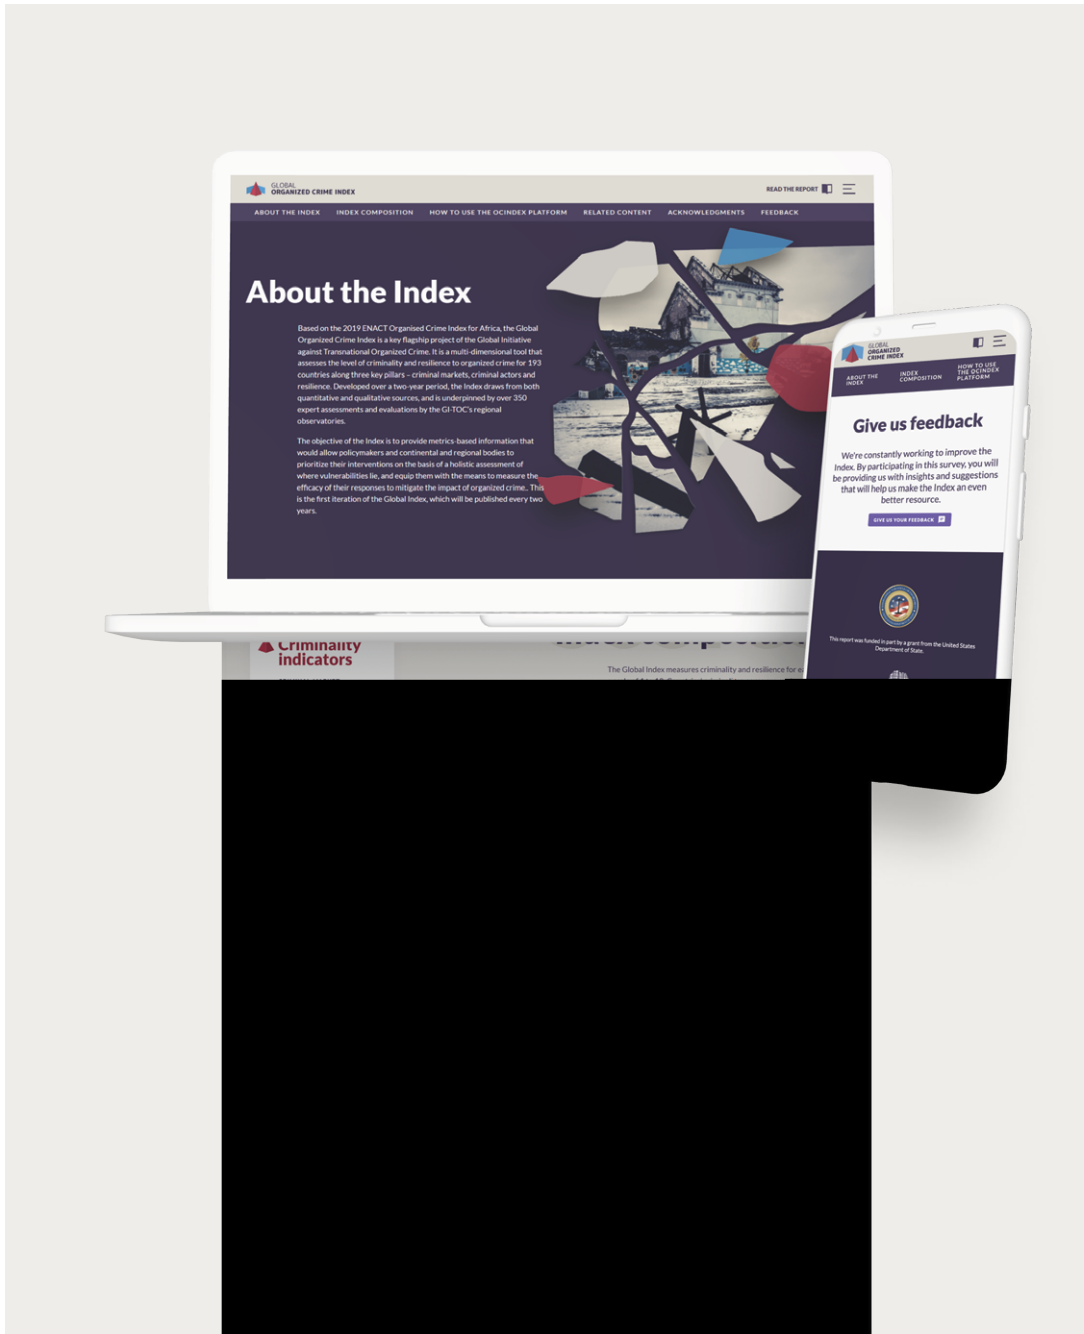 GLOBAL
ORGANIZED CRIME INDEX
READ THE REPORT
ABOUT THE INDEX INDEX COMPOSITION HOW TO USE THE OCINDEX PLATFORM RELATED CONTENT ACKNOWLEDGMENTS FEEDBACK
About the Index
Based on the 2019 ENACT Organised Crime Index for Africa, the Global
Organized Crime Index is a key flagship project of the Global Initiative
against Transnational Organized Crime. It is a multi-dimensional tool that
assesses the level of criminality and resilience to organized crime for 193
countries along three key pillars – criminal markets, criminal actors and
resilience. Developed over a two-year period, the Index draws from both
quantitative and qualitative sources, and is underpinned by over 350
expert assessments and evaluations by the GI-TOC's regional
observatories.
The objective of the Index is to provide metrics-based information that
would allow policymakers and continental and regional bodies to
prioritize their interventions on the basis of a holistic assessment of
where vulnerabilities lie, and equip them with the means to measure the
efficacy of their responses to mitigate the impact of organized crime.. This
is the first iteration of the Global Index, which will be published every two
years.
GLOBAL
ORGANIZED
CRIME INDEX
ABOUT THE
INDEX
INDEX
COMPOSITION
HOW TO USE
THE OCINDEX
PLATFORM
Give us feedback
We're constantly working to improve the
Index. By participating in this survey, you will
be providing us with insights and suggestions
that will help us make the Index an even
better resource.
GIVE US YOUR FEEDBACK
This report was funded in part by a grant from the United States
Department of State.
Criminality
indicators
The Global Index measures criminality and resilience for